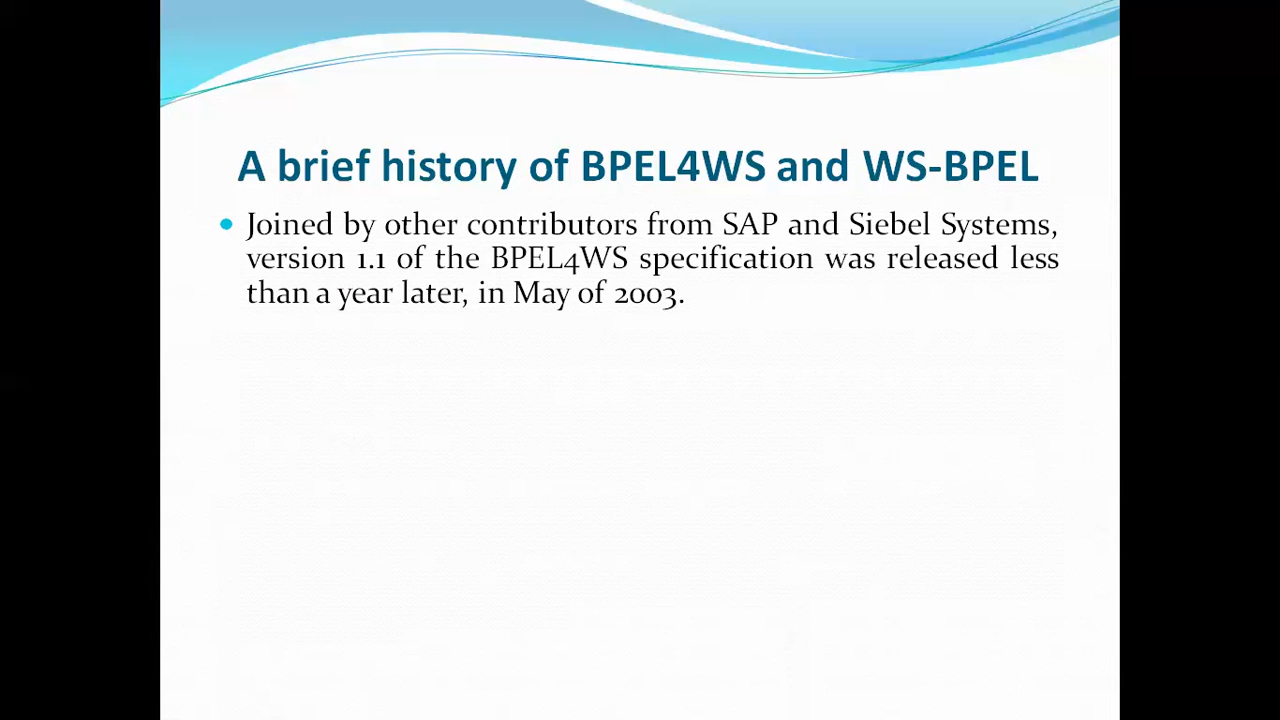 A brief history of BPEL4WS and WS-BPEL
• Joined by other contributors from SAP and Siebel Systems,
version 1.1 of the BPEL4WS specification was released less
than a year later, in May of 2003.